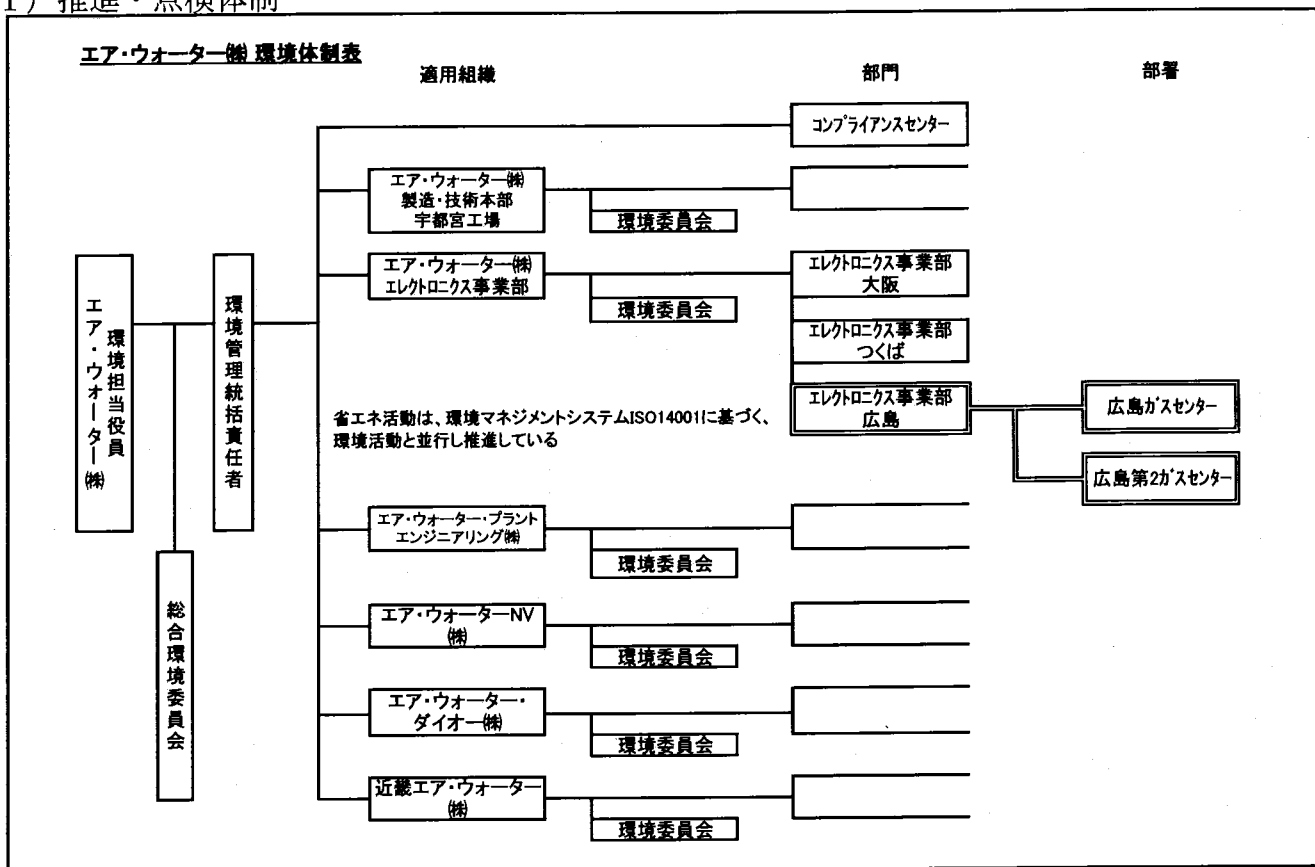 1）推進・点検体制
エア・ウォーター㈱ 環境体制表
適用組織
部門
部署
コンプライアンスセンター
エア・ウォーター㈱
製造・技術本部
宇都宮工場
環境委員会
エア・ウォーター㈱
エレクトロニクス事業部
環境委員会
エレクトロニクス事業部
大阪
エレクトロニクス事業部
つくば
エレクトロニクス事業部
広島
広島ガスセンター
広島第2ガスセンター
環境担当役員
エア・ウォーター㈱
環境管理統括責任者
総合環境委員会
省エネ活動は、環境マネジメントシステムISO14001に基づく、
環境活動と並行し推進している
エア・ウォーター・プラント
エンジニアリング㈱
環境委員会
エア・ウォーターNV
㈱
環境委員会
エア・ウォーター・
ダイオー㈱
環境委員会
近畿エア・ウォーター
㈱
環境委員会